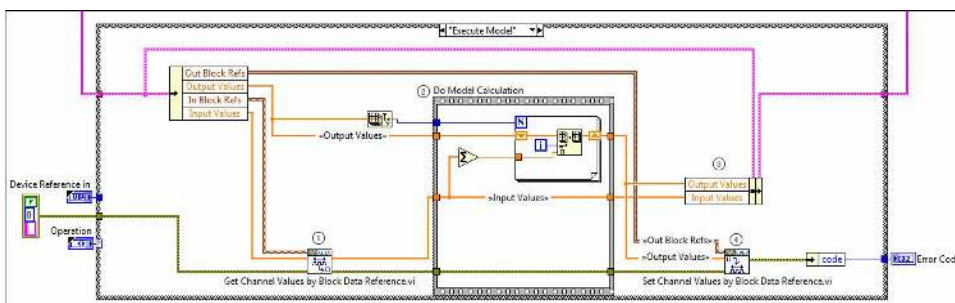 "Execute Model"
Out Block Refs
Output Values
In Block Refs
Input Values
2 Do Model Calculation
N
»Output Values»
i
3
Output Values
Input Values
»Input Values»
Device Reference in
0
Operation
1
4
»Out Block Refs»
»Output Values»
code
Error Cod
Get Channel Values by Block Data Reference.vi
Set Channel Values by Block Data Reference.vi